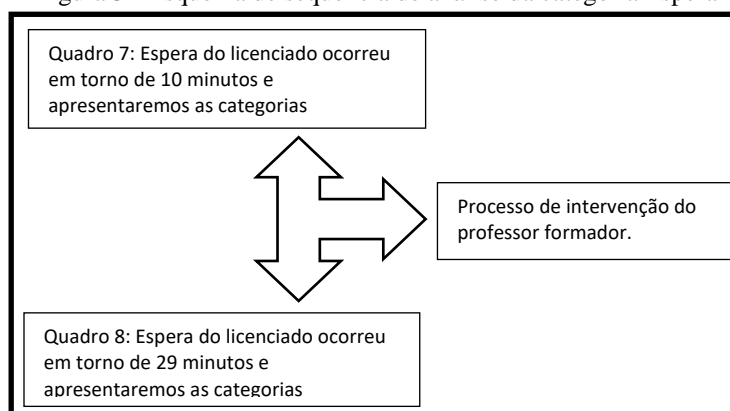 Quadro 7: Espera do licenciado ocorreu
em torno de 10 minutos e
apresentaremos as categorias
Processo de intervenção do
professor formador.
Quadro 8: Espera do licenciado ocorreu
em torno de 29 minutos e
apresentaremos as categorias